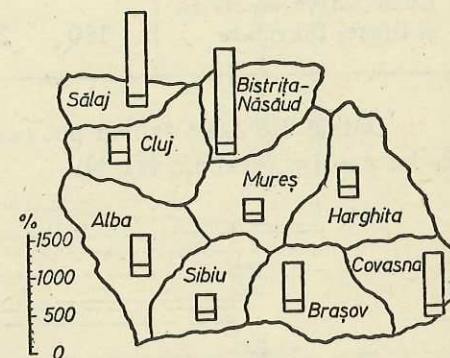 Sălaj
Bistrița-
Năsăud
Cluj
Mureș
Alba
Harghita
%
1500
1000
500
0
Sibiu
Covasna
Brașov